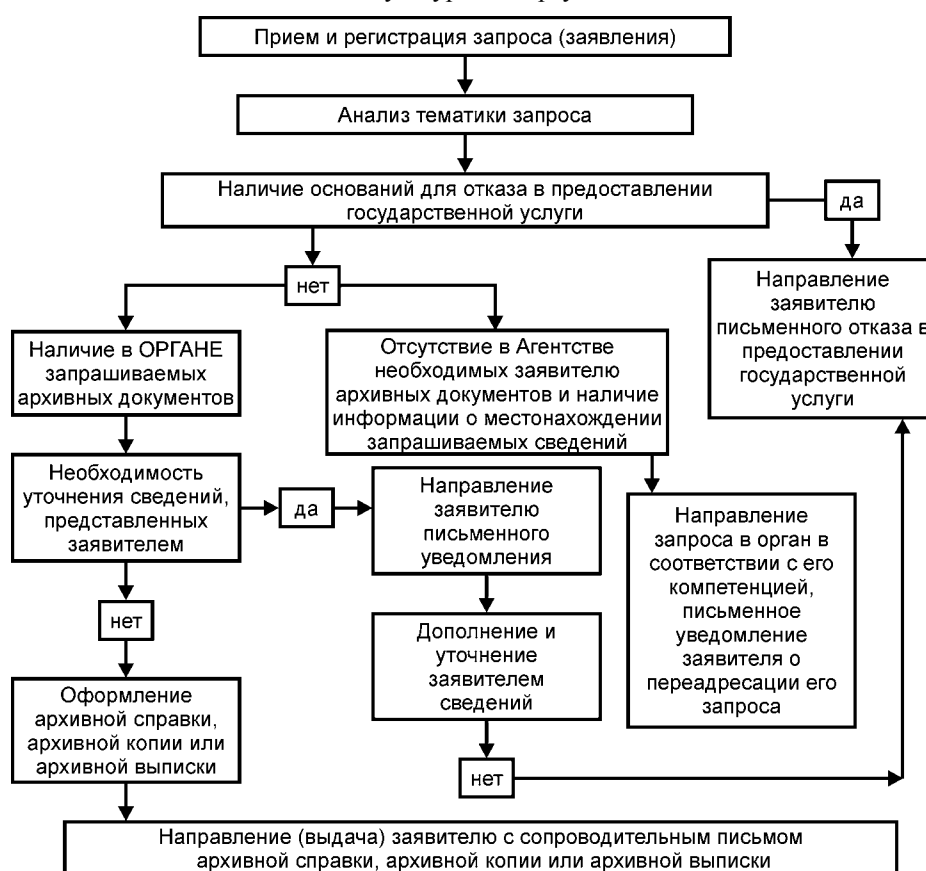 Прием и регистрация запроса (заявления)
Анализ тематики запроса
Наличие оснований для отказа в предоставлении
государственной услуги
да
нет
Направление
заявителю
письменного отказа в
предоставлении
государственной
услуги
Наличие в ОРГАНЕ
запрашиваемых
архивных документов
Отсутствие в Агентстве
необходимых заявителю
архивных документов и наличие
информации о местонахождении
запрашиваемых сведений
Необходимость
уточнения сведений,
представленных
заявителем
да
Направление
заявителю
письменного
уведомления
Направление
запроса в орган в
соответствии с его
компетенцией,
письменное
уведомление
заявителя о
переадресации его
запроса
нет
Дополнение и
уточнение
заявителем
сведений
Оформление
архивной справки,
архивной копии или
архивной выписки
нет
Направление (выдача) заявителю с сопроводительным письмом
архивной справки, архивной копии или архивной выписки